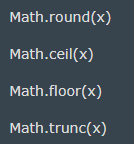 Math.round(x)
Math.ceil(x)
Math.floor(x)
Math.trunc(x)